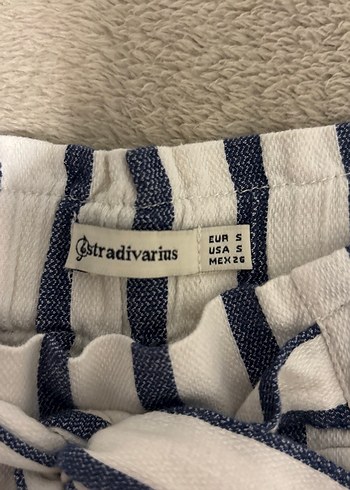 Stradivarius
EUR S
USA S
MEX 26